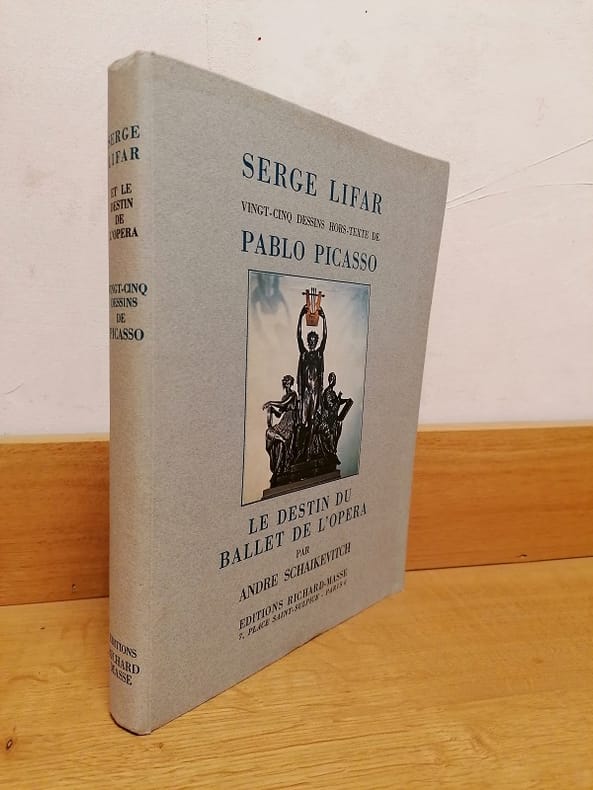 SERGE
LIFAR
ET LE
DESTIN
DE
L'OPERA
VINGT-CINQ
DESSINS
DE
PICASSO
EDITIONS
RICHARD
MASSE
SERGE LIFAR
VINGT-CINQ DESSINS HORS-TEXTE DE
PABLO PICASSO
LE DESTIN DU
BALLET DE L'OPERA
PAR
ANDRE SCHAIKEVITCH
EDITIONS RICHARD-MASSE
7, PLACE SAINT-SULPICE - PARIS 6